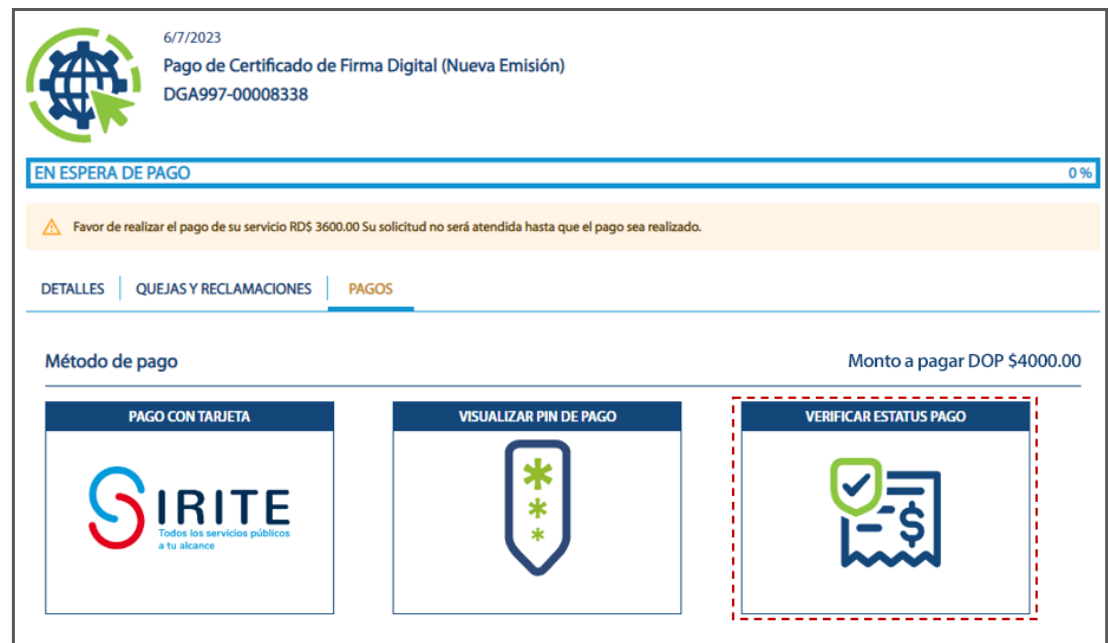 6/7/2023
Pago de Certificado de Firma Digital (Nueva Emisión)
DGA997-00008338
EN ESPERA DE PAGO 0 %
Favor de realizar el pago de su servicio RD$ 3600.00 Su solicitud no será atendida hasta que el pago sea realizado.
DETALLES QUEJAS Y RECLAMACIONES PAGOS
Método de pago Monto a pagar DOP $4000.00
PAGO CON TARJETA VISUALIZAR PIN DE PAGO VERIFICAR ESTATUS PAGO
SIRITE
Todos los servicios públicos
a tu alcance